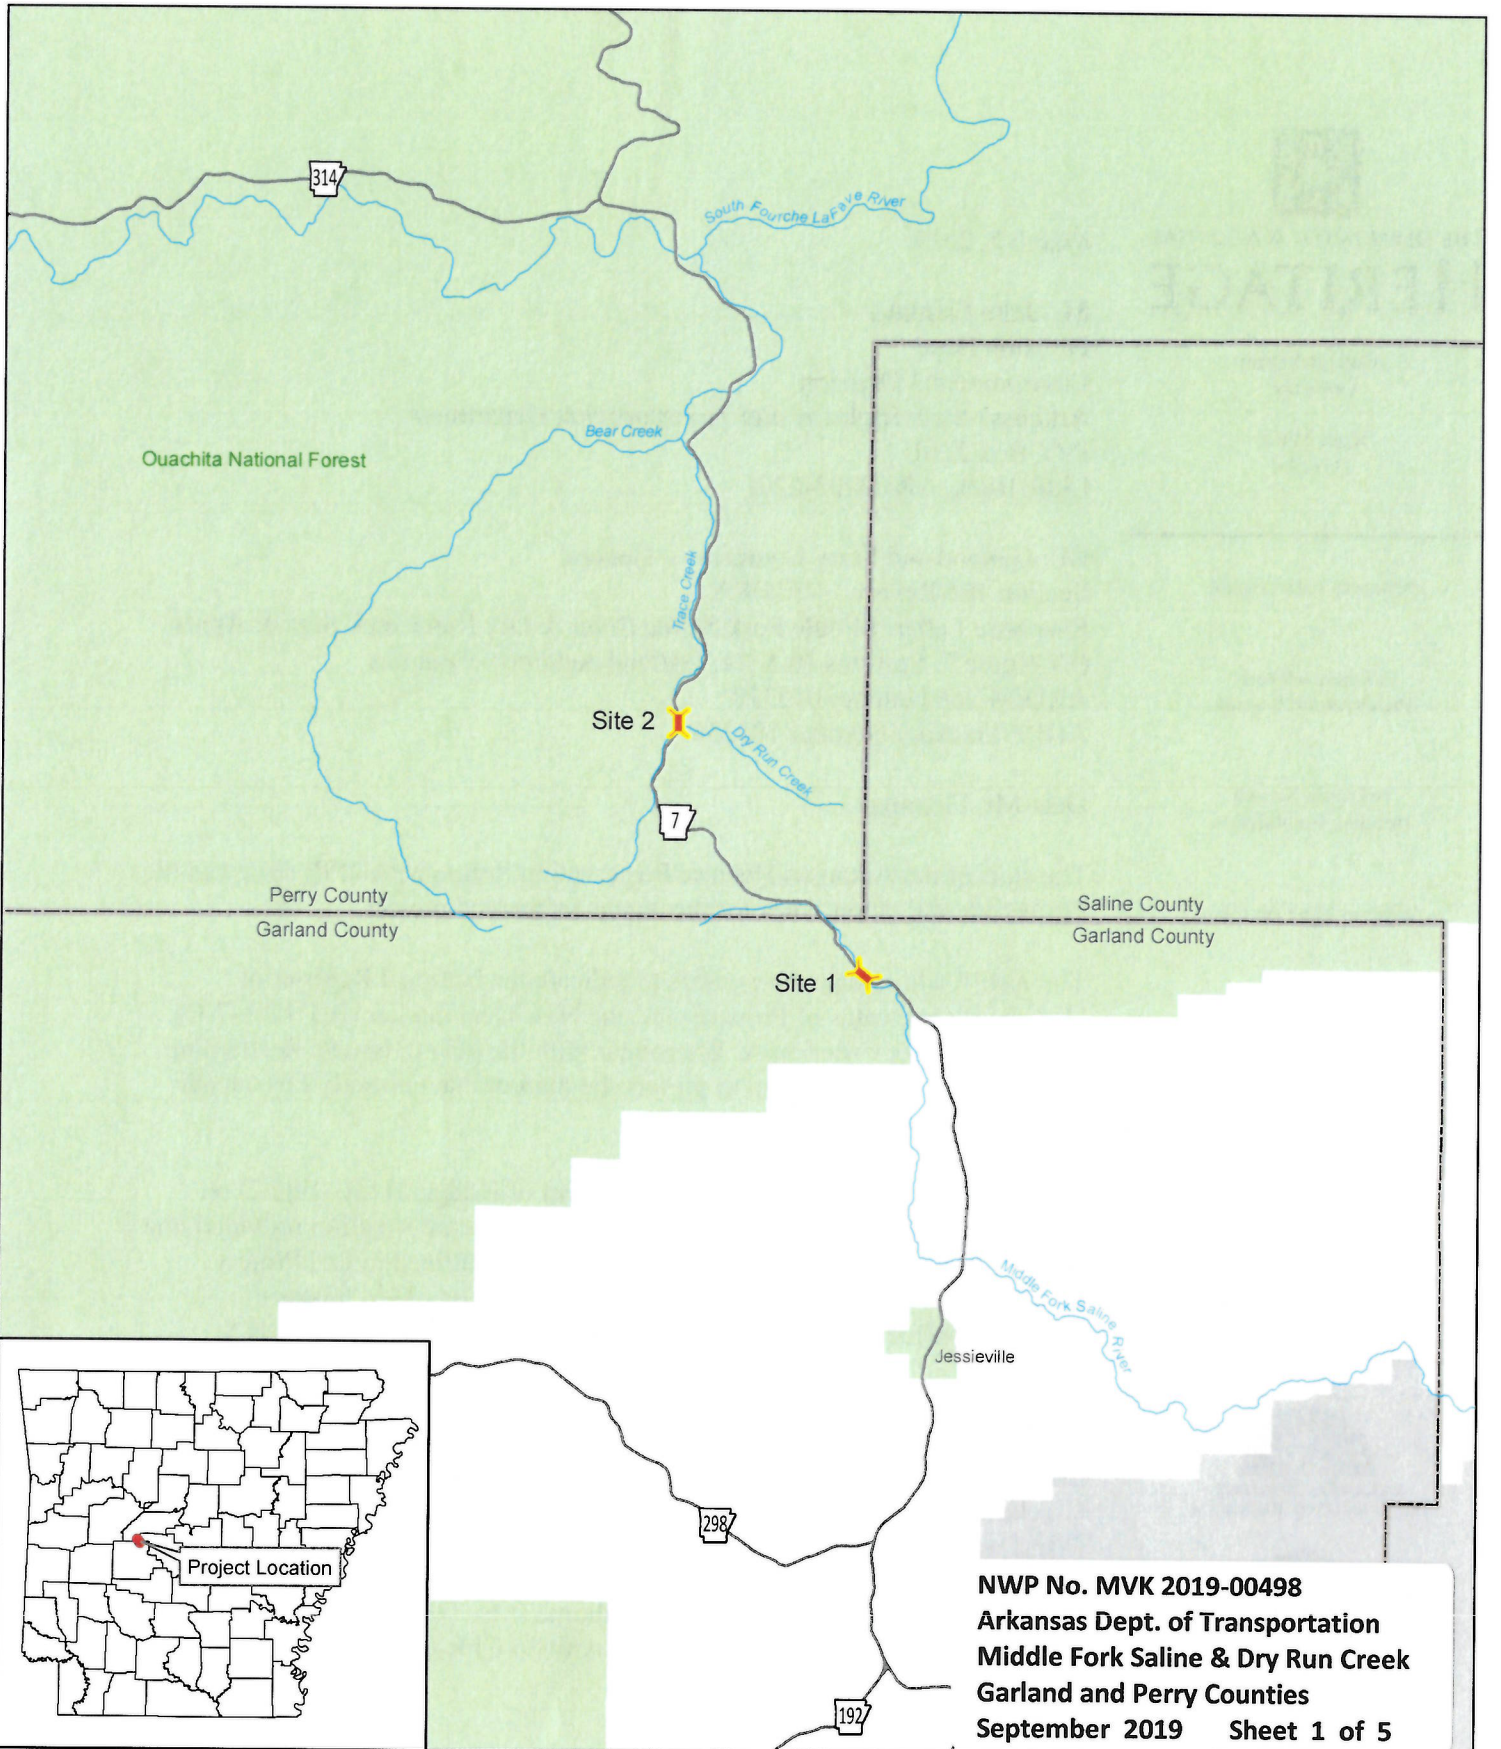 314
South Fourche LaFave River
Bear Creek
Ouachita National Forest
Trace Creek
Site 2
Dry Run Creek
7
Perry County
Saline County
Garland County
Garland County
Site 1
Middle Fork Saline River
Jessieville
298
Project Location
192
NWP No. MVK 2019-00498
Arkansas Dept. of Transportation
Middle Fork Saline & Dry Run Creek
Garland and Perry Counties
September 2019 Sheet 1 of 5